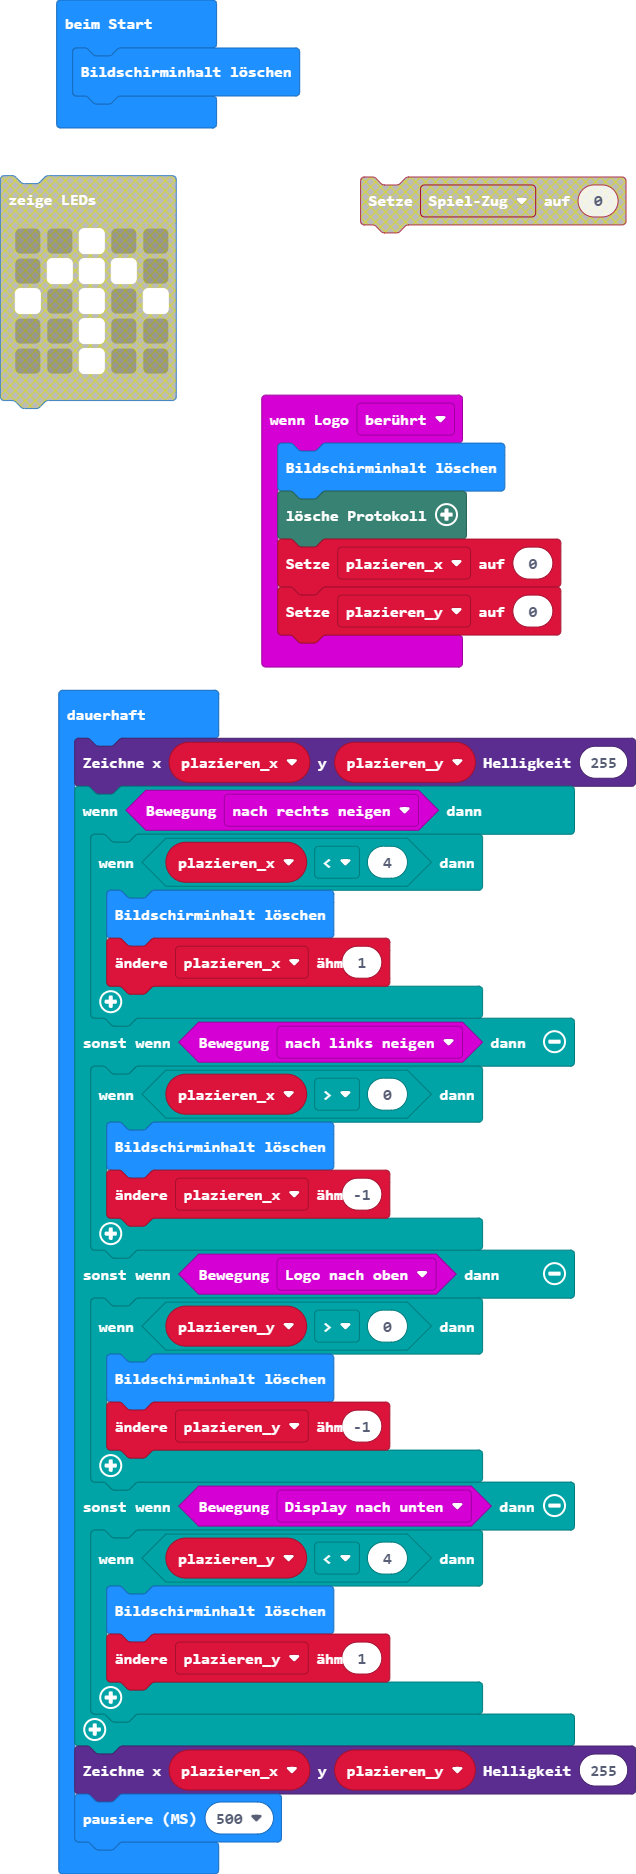 beim Start
Bildschirminhalt löschen
zeige LEDs
Setze Spiel-Zug auf 0
wenn Logo berührt
Bildschirminhalt löschen
lösche Protokoll
Setze plazieren_x auf 0
Setze plazieren_y auf 0
dauerhaft
Zeichne x plazieren_x y plazieren_y Helligkeit 255
wenn Bewegung nach rechts neigen dann
wenn plazieren_x < 4 dann
Bildschirminhalt löschen
ändere plazieren_x ähm 1
sonst wenn Bewegung nach links neigen dann
wenn plazieren_x > 0 dann
Bildschirminhalt löschen
ändere plazieren_x ähm -1
sonst wenn Bewegung Logo nach oben dann
wenn plazieren_y > 0 dann
Bildschirminhalt löschen
ändere plazieren_y ähm -1
sonst wenn Bewegung Display nach unten dann
wenn plazieren_y < 4 dann
Bildschirminhalt löschen
ändere plazieren_y ähm 1
Zeichne x plazieren_x y plazieren_y Helligkeit 255
pausiere (MS) 500